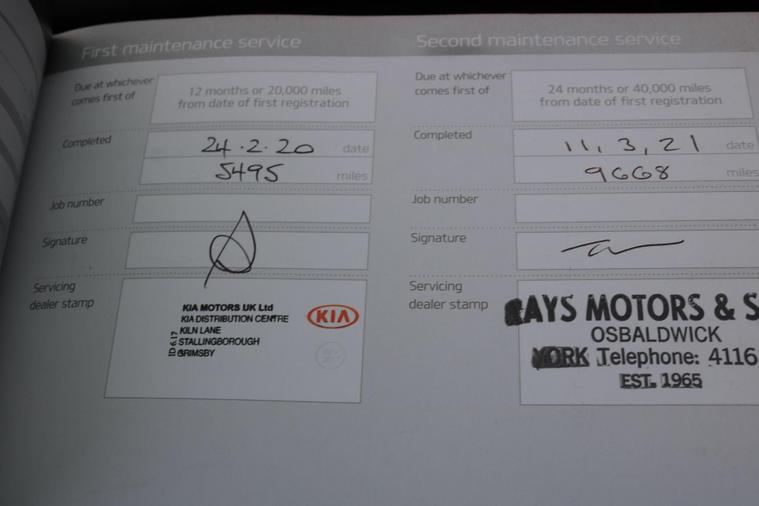 First maintenance service
Due at whichever
comes first of
12 months or 20,000 miles
from date of first registration
Completed
24.2.20 date
5495 miles
Job number
Signature
Servicing
dealer stamp
KIA MOTORS UK Ltd
KIA DISTRIBUTION CENTRE
KILN LANE
STALLINGBOROUGH
GRIMSBY
ID 6.17
KIA
Second maintenance service
Due at whichever
comes first of
24 months or 40,000 miles
from date of first registration
Completed
11,3,21 date
9668 miles
Job number
Signature
Servicing
dealer stamp
AYS MOTORS & S
OSBALDWICK
YORK Telephone: 4116
EST. 1965